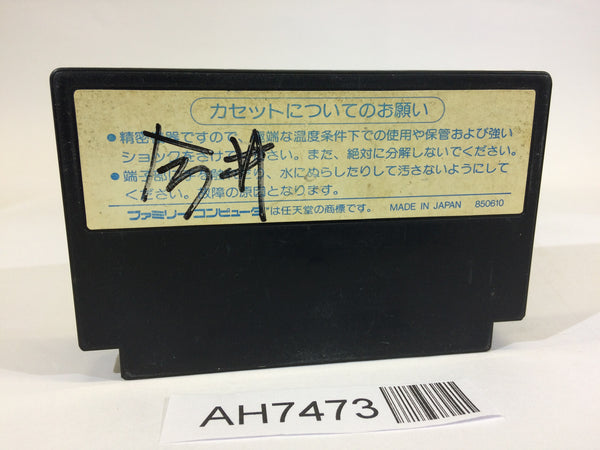 カセットについてのお願い
●精密機器ですので、極端な温度条件下での使用や保管および強い
ショックをさけてください。また、絶対に分解しないでください。
●端子部に手を触れたり、水にぬらしたりして汚さないようにして
ください。故障の原因となります。
ファミリーコンピュータ™は任天堂の商標です。 MADE IN JAPAN 850610
AH7473